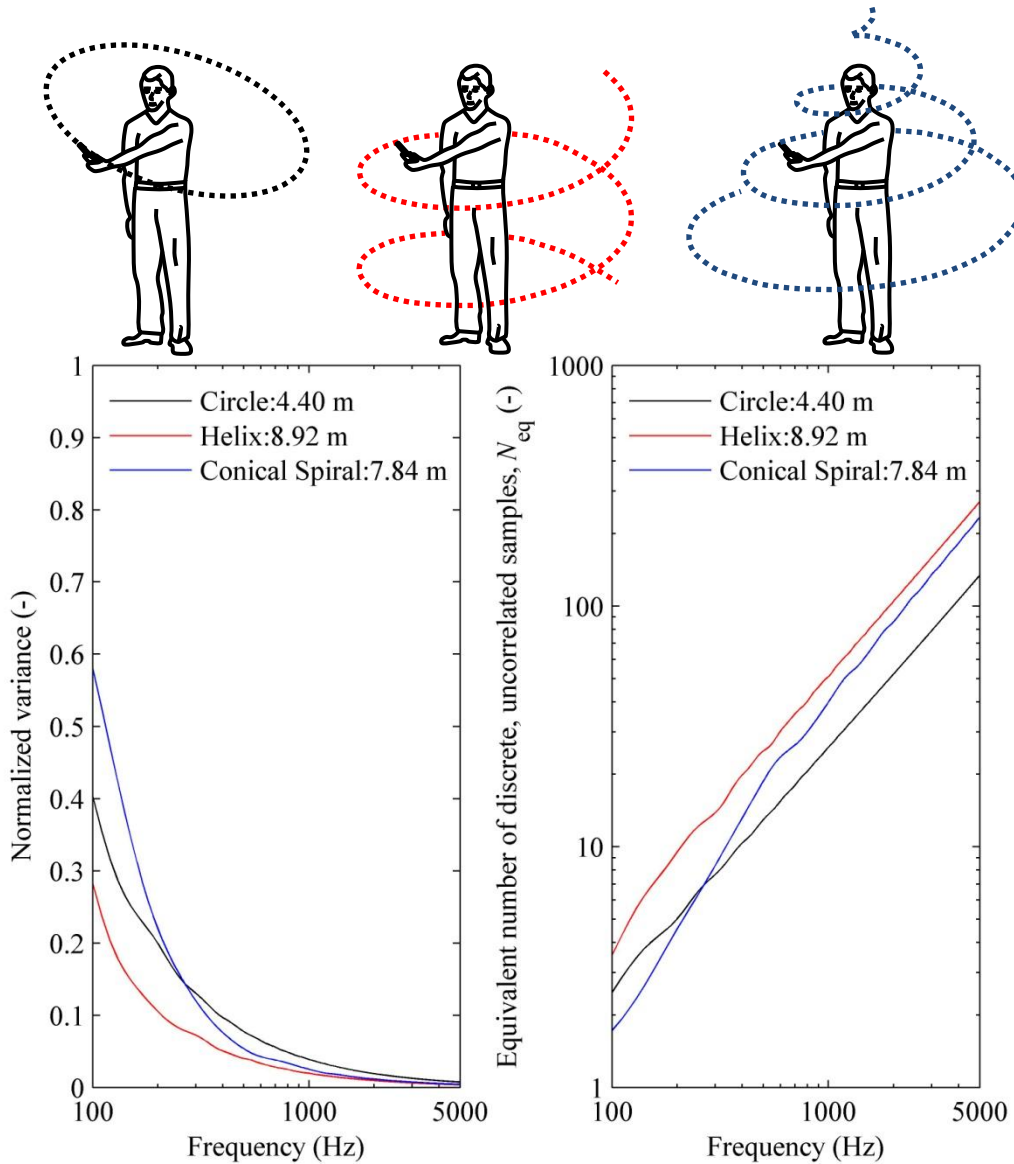 Normalized variance (-)
1
0.9
0.8
0.7
0.6
0.5
0.4
0.3
0.2
0.1
0
Circle:4.40 m
Helix:8.92 m
Conical Spiral:7.84 m
100
1000
5000
Frequency (Hz)
Equivalent number of discrete, uncorrelated samples, Neq (-)
1000
100
10
1
Circle:4.40 m
Helix:8.92 m
Conical Spiral:7.84 m
100
1000
5000
Frequency (Hz)